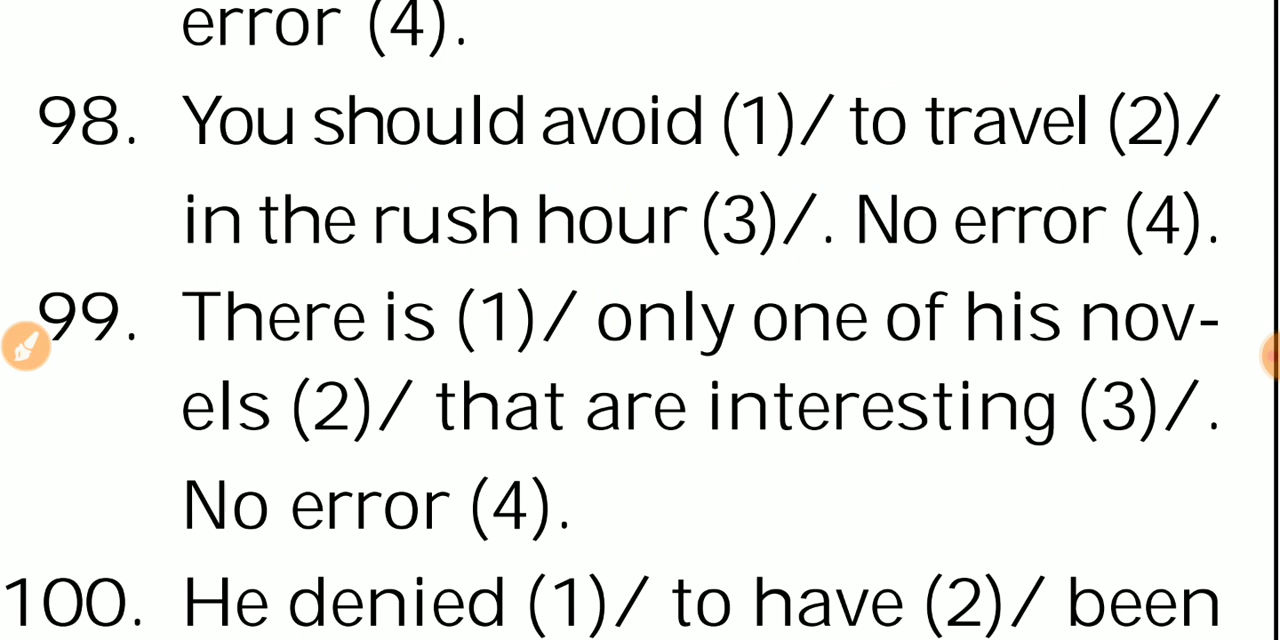 error (4).
98. You should avoid (1)/ to travel (2)/
in the rush hour (3)/. No error (4).
99. There is (1)/ only one of his nov-
els (2)/ that are interesting (3)/.
No error (4).
100. He denied (1)/ to have (2)/ been